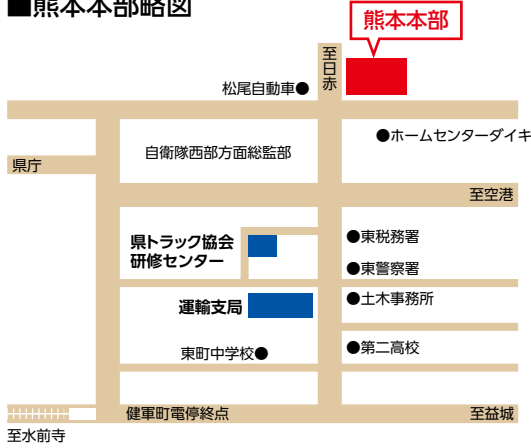 ■熊本本部略図
熊本本部
至日赤
松尾自動車●
●ホームセンターダイキ
自衛隊西部方面総監部
県庁
至空港
県トラック協会
研修センター
●東税務署
●東警察署
運輸支局
●土木事務所
東町中学校●
●第二高校
健軍町電停終点
至益城
至水前寺